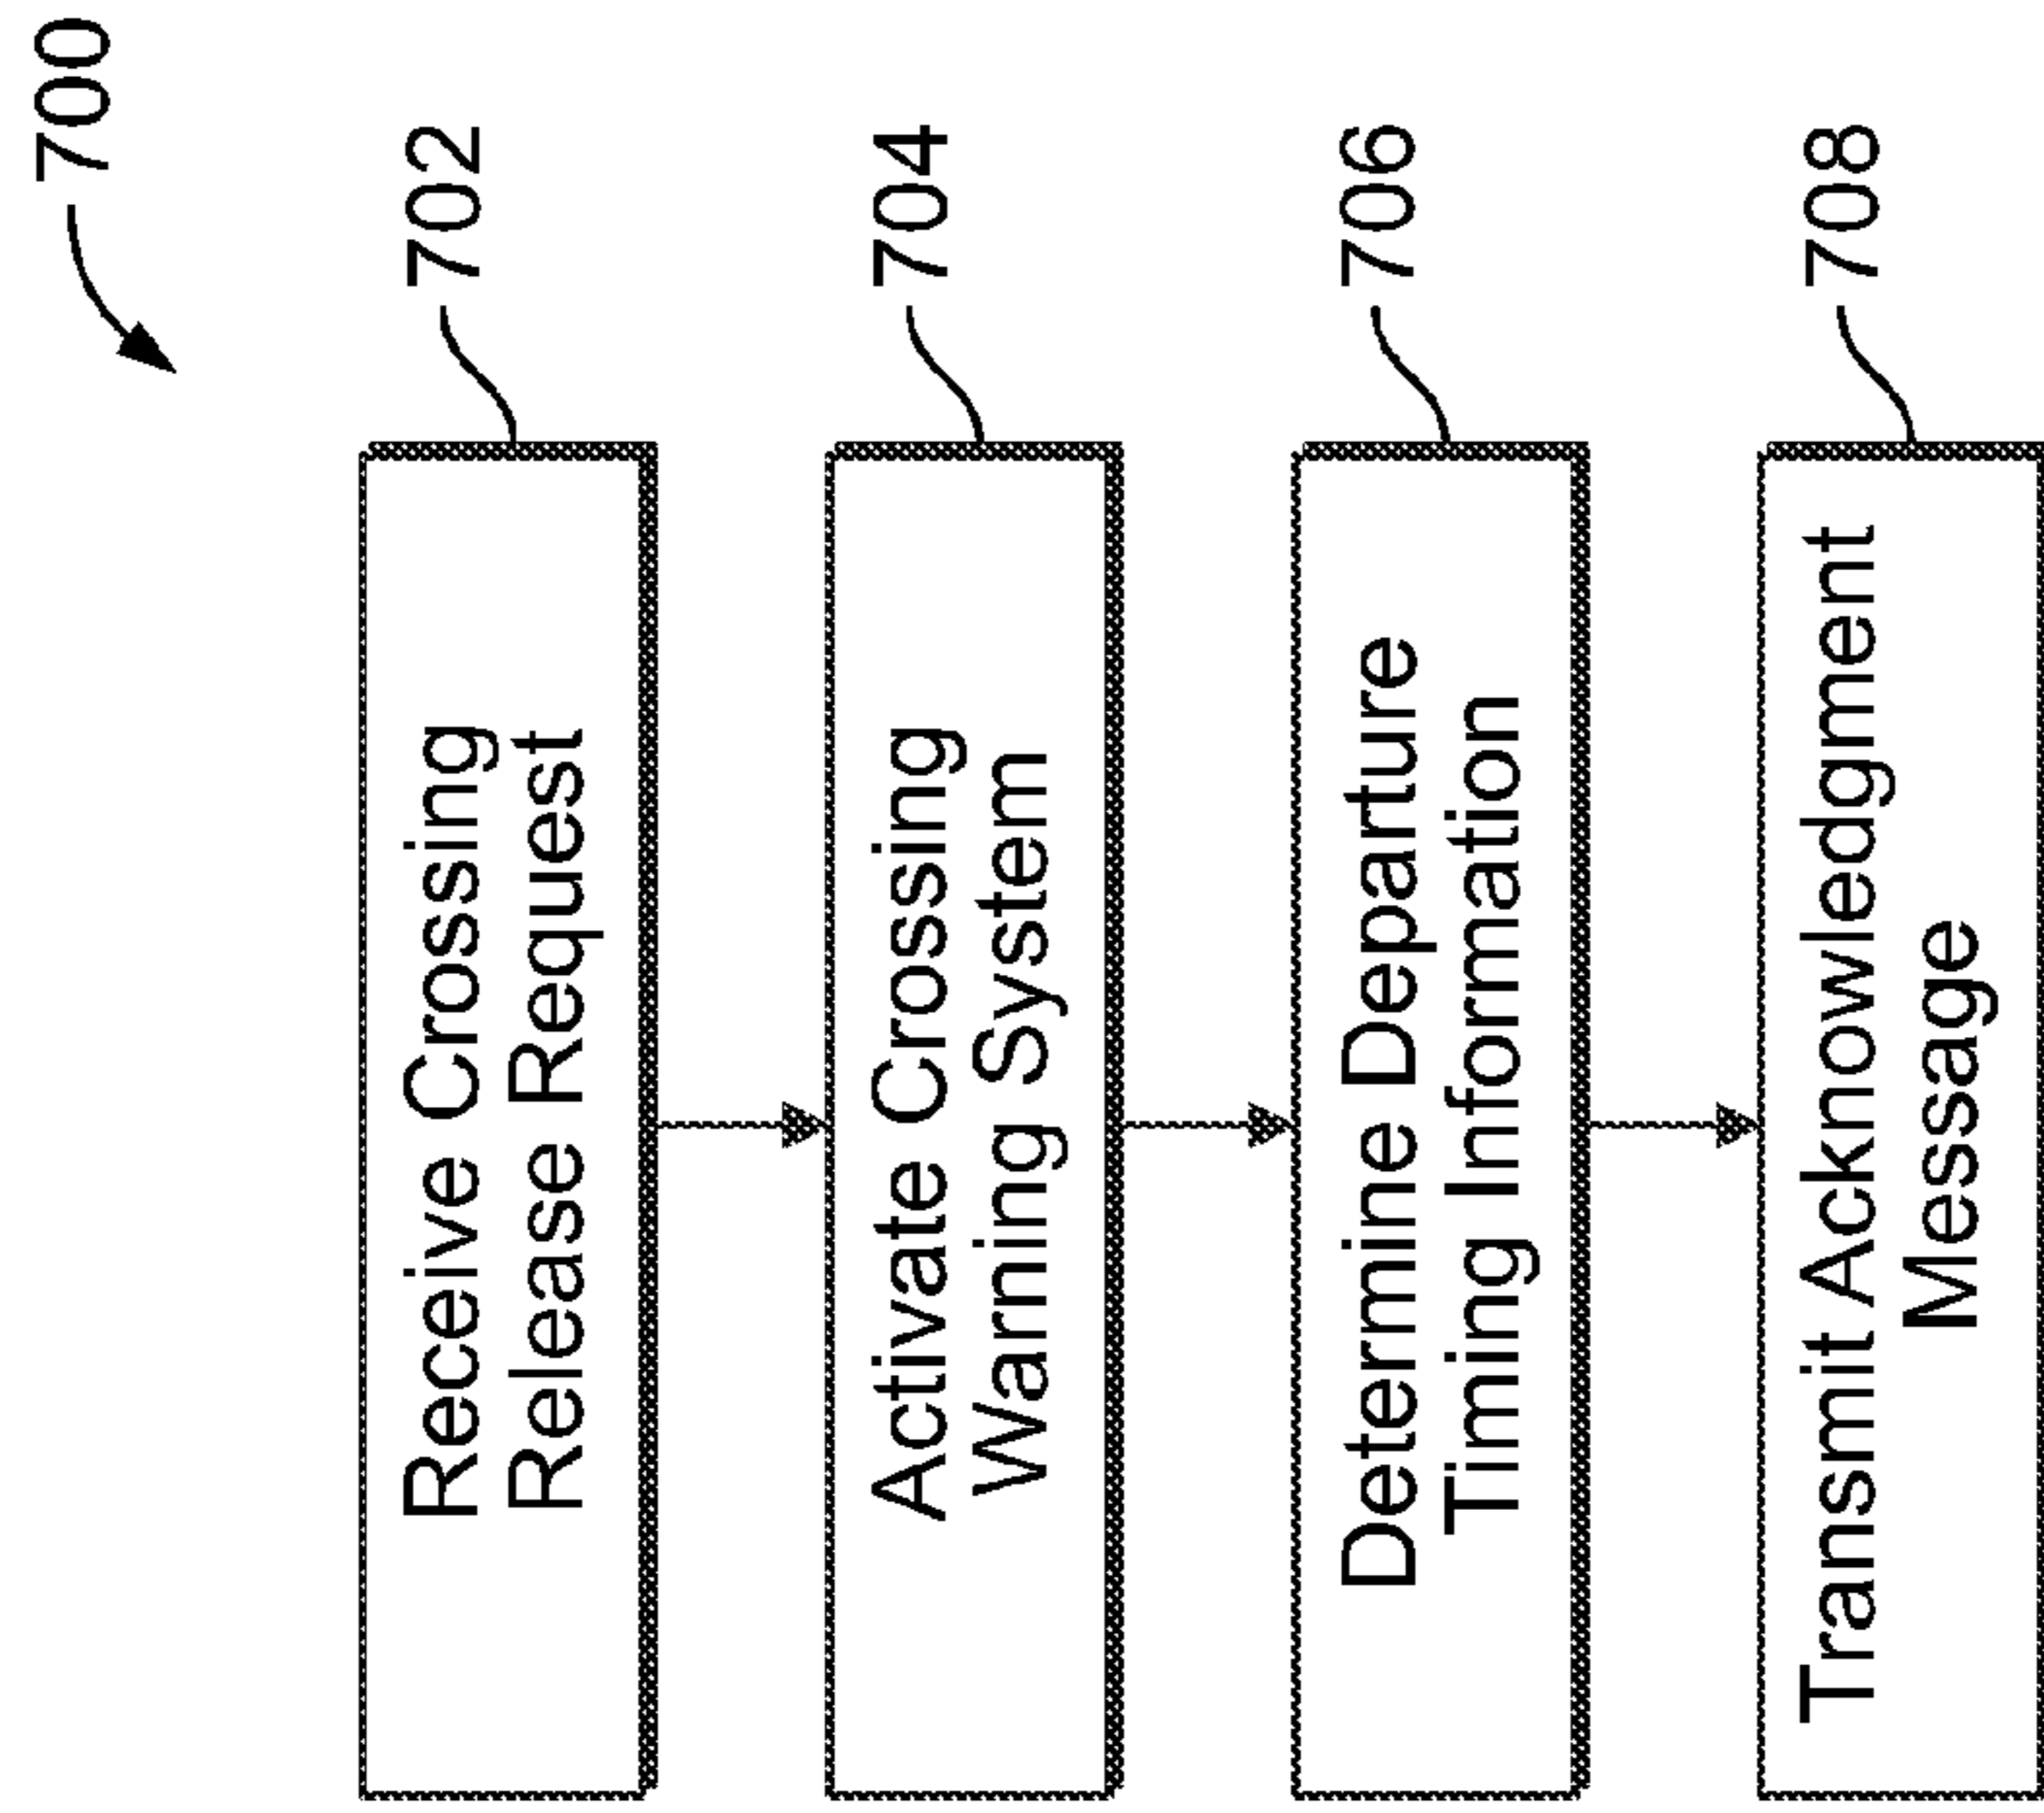 700
Receive Crossing
Release Request
702
Activate Crossing
Warning System
704
Determine Departure
Timing Information
706
Transmit Acknowledgment
Message
708